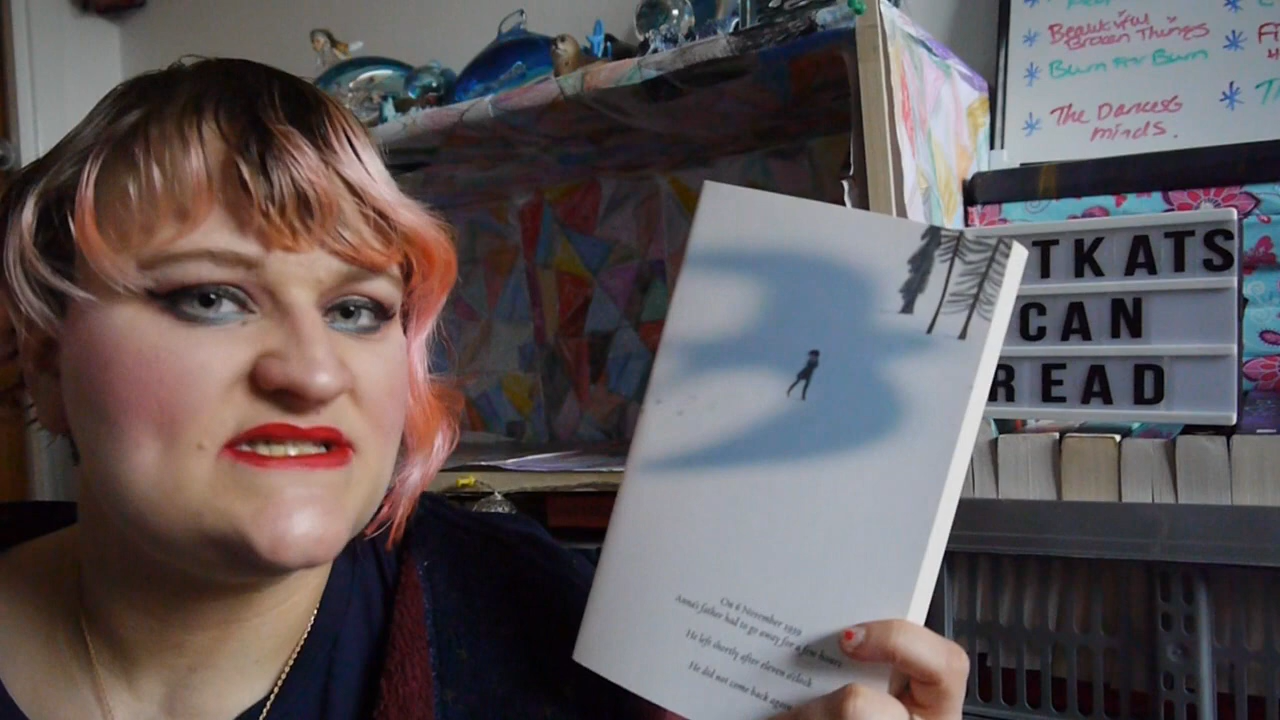 Beautiful
Broken Things
Burn for Burn
The Darkest
minds.
TKATS
CAN
READ
On 6 November 1939
Anna's father had to go away for a few hours
He left shortly after eleven o'clock
He did not come back again